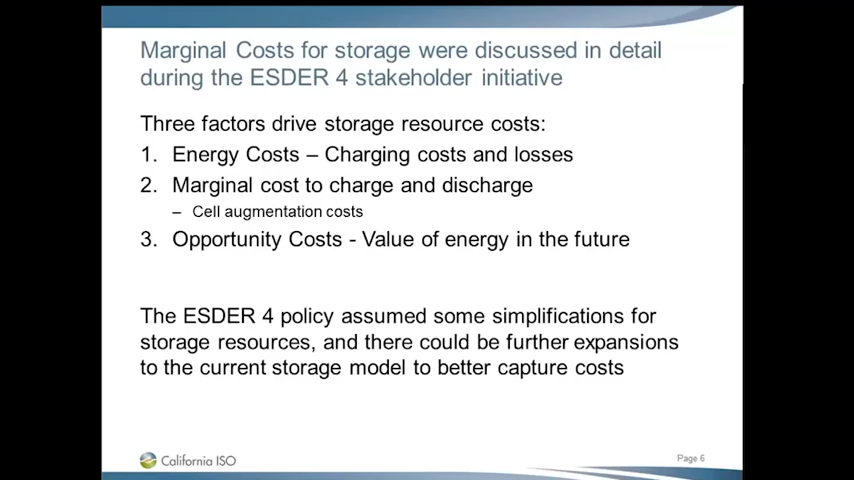 Marginal Costs for storage were discussed in detail
during the ESDER 4 stakeholder initiative
Three factors drive storage resource costs:
1. Energy Costs – Charging costs and losses
2. Marginal cost to charge and discharge
– Cell augmentation costs
3. Opportunity Costs - Value of energy in the future
The ESDER 4 policy assumed some simplifications for
storage resources, and there could be further expansions
to the current storage model to better capture costs
California ISO
Page 6